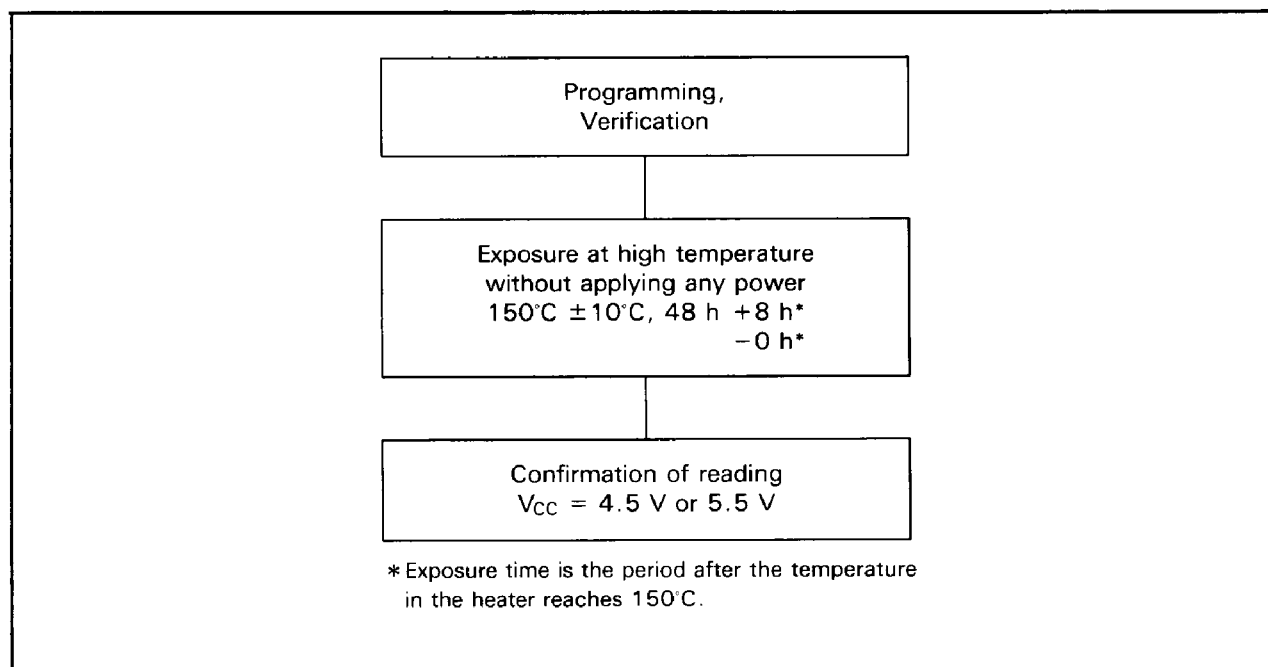 Programming,
Verification
Exposure at high temperature
without applying any power
150°C ±10°C, 48 h +8 h*
−0 h*
Confirmation of reading
VCC = 4.5 V or 5.5 V
* Exposure time is the period after the temperature
in the heater reaches 150°C.